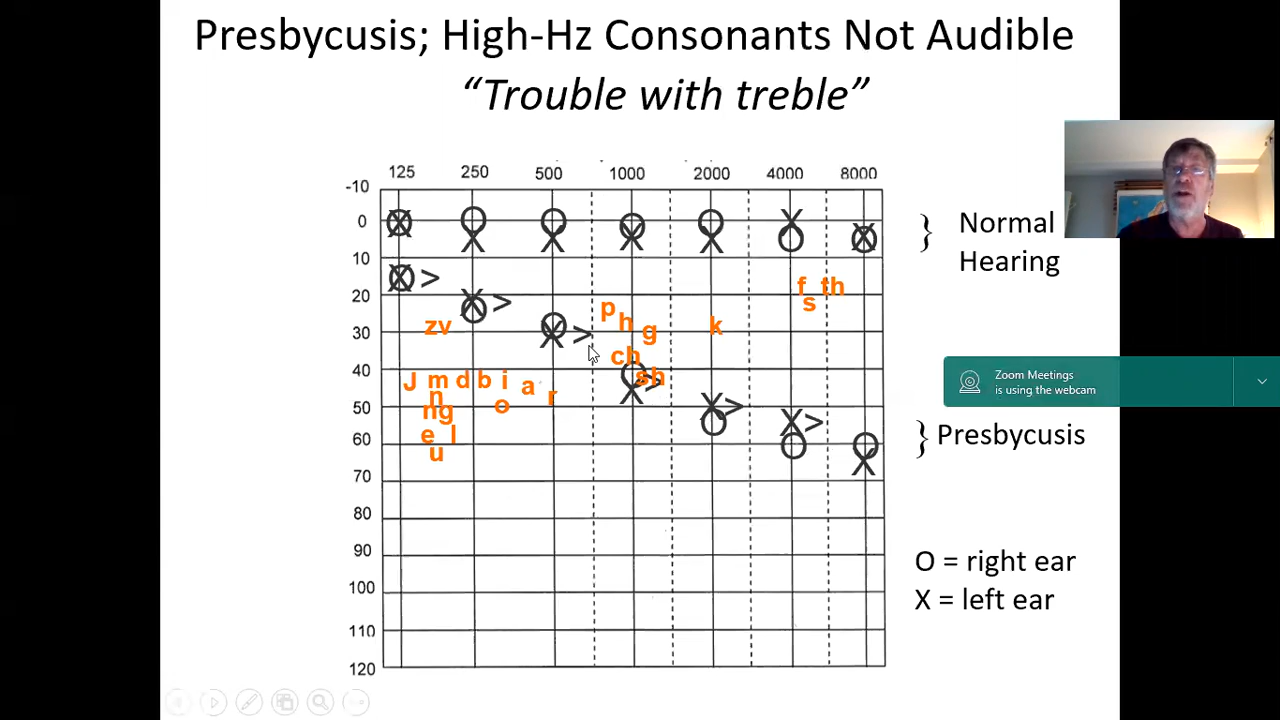 Presbycusis; High-Hz Consonants Not Audible
“Trouble with treble”
125 250 500 1000 2000 4000 8000
-10
0
10
20
30
40
50
60
70
80
90
100
110
120
X O X O X O X O X O X O X O
X O > X O > X O > O X > X O > X O > O X
f th
s
p
h
g
k
zv
ch
sh
J m d b i a
n
r
ng
o
e l
u
} Normal
Hearing
} Presbycusis
O = right ear
X = left ear
Zoom Meetings
is using the webcam